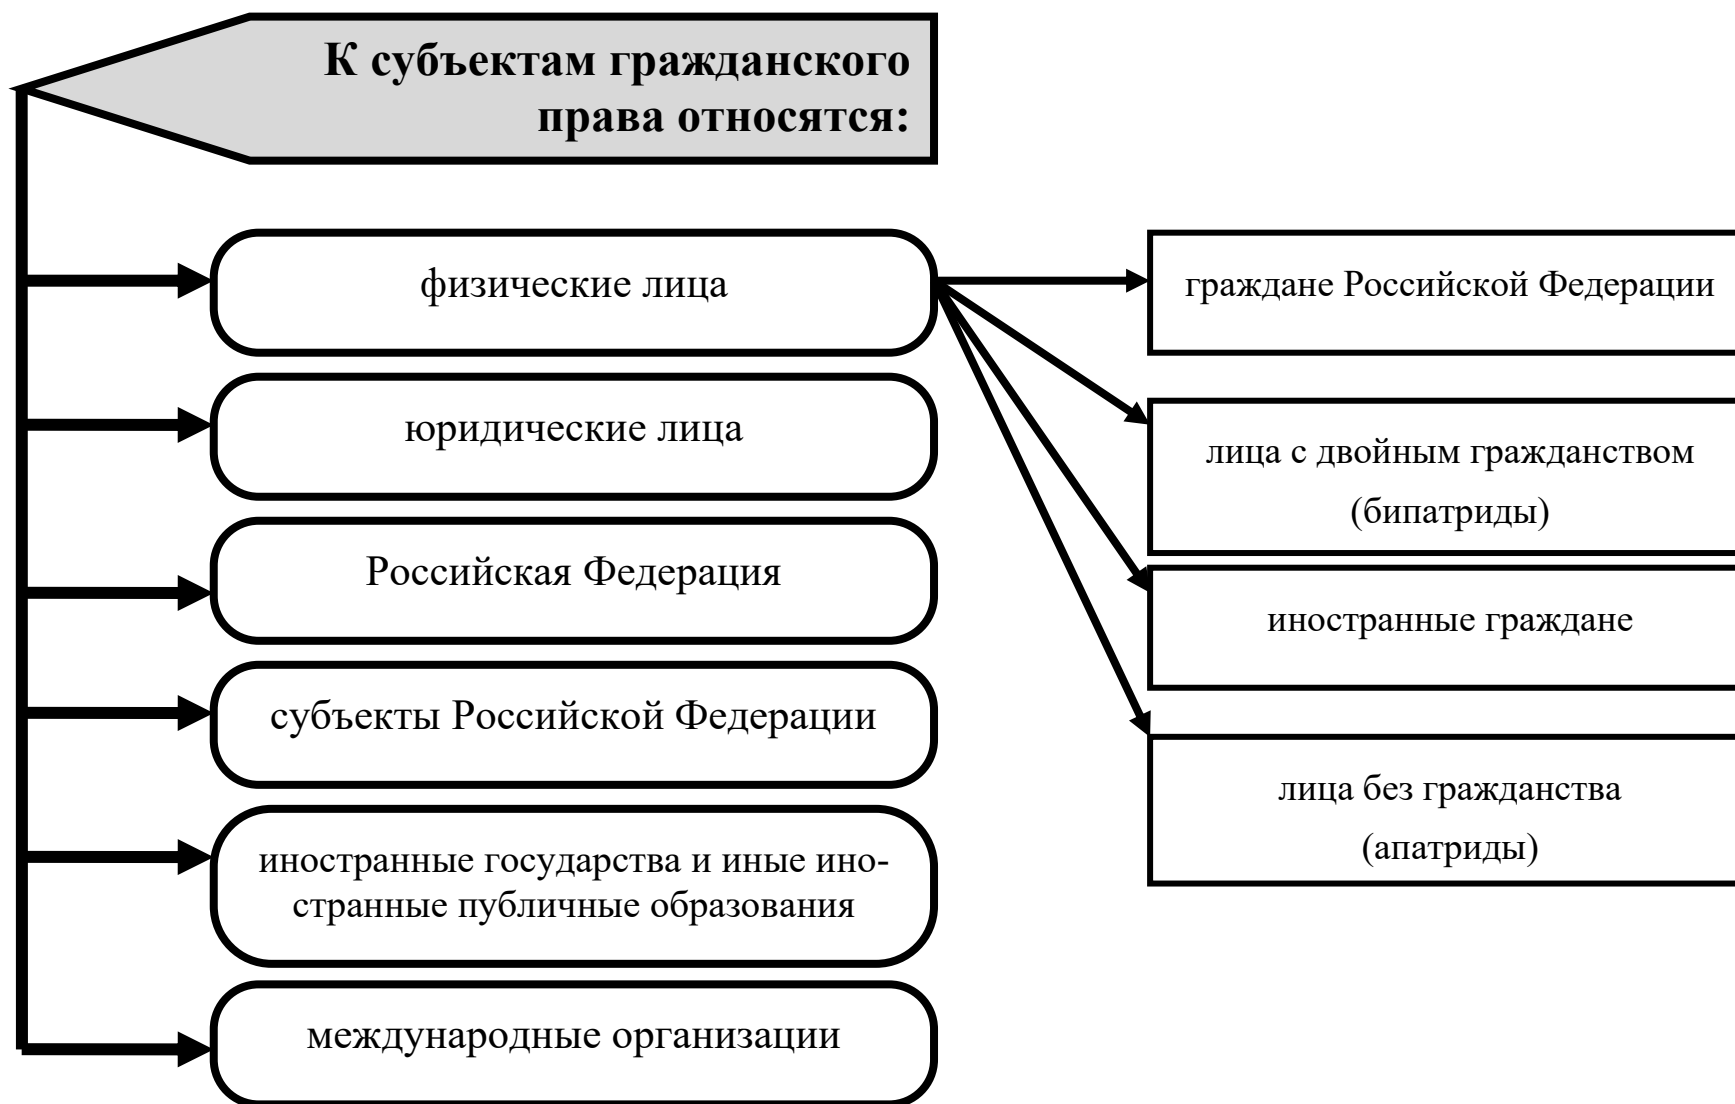 К субъектам гражданского
права относятся:
физические лица
юридические лица
Российская Федерация
субъекты Российской Федерации
иностранные государства и иные ино-
странные публичные образования
международные организации
граждане Российской Федерации
лица с двойным гражданством
(бипатриды)
иностранные граждане
лица без гражданства
(апатриды)